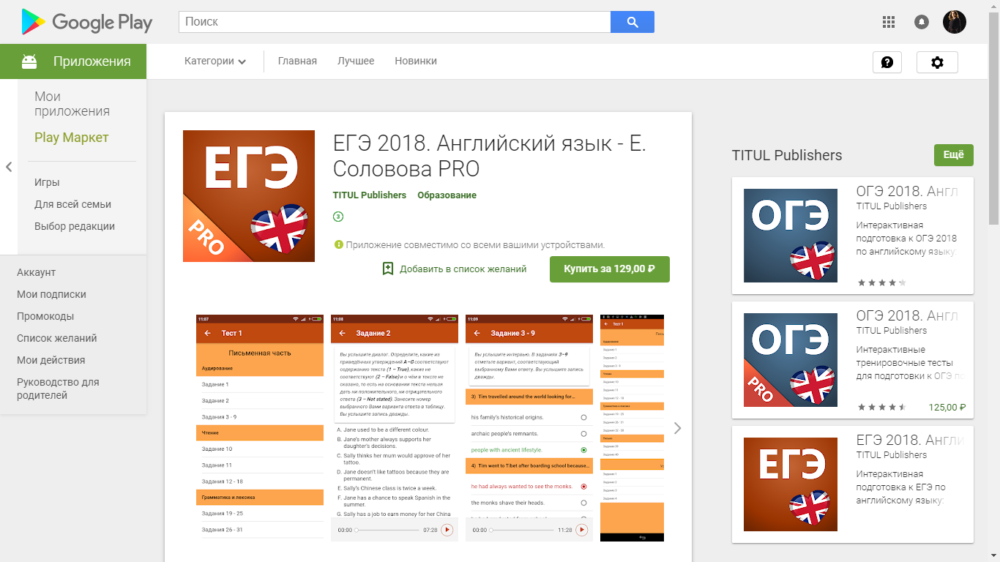 Google Play
Поиск
Приложения
Категории
Главная
Лучшее
Новинки
Мои
приложения
Play Маркет
Игры
Для всей семьи
Выбор редакции
Аккаунт
Мои подписки
Промокоды
Список желаний
Мои действия
Руководство для
родителей
ЕГЭ
PRO
ЕГЭ 2018. Английский язык - Е.
Соловова PRO
TITUL Publishers Образование
3
Приложение совместимо со всеми вашими устройствами.
Добавить в список желаний
Купить за 129,00 ₽
11:07
Тест 1
Письменная часть
Аудирование
Задание 1
Задание 2
Задания 3 - 9
Чтение
Задание 10
Задание 11
Задания 12 - 18
Грамматика и лексика
Задания 19 - 25
Задания 26 - 31
11:08
Задание 2
Вы услышите диалог. Определите, какие из
приведённых утверждений A–G соответствуют
содержанию текста (1 – True), какие не
соответствуют (2 – False) и о чём в тексте не
сказано, то есть на основании текста нельзя
дать ни положительного, ни отрицательного
ответа (3 – Not stated). Занесите номер
выбранного Вами варианта ответа в таблицу.
Вы услышите запись дважды.
A. Jane used to be a different colour.
B. Jane's mother always supports her
daughter's decisions.
C. Sally thinks her mum would approve of her
tattoo.
D. Jane doesn't like tattoos because they are
permanent.
E. Sally's Chinese class is twice a week.
F. Jane has a chance to speak Spanish in the
summer.
G. Sally has a job to earn money for her China
00:00 07:28
11:09
Задание 3 - 9
Вы услышите интервью. В заданиях 3–9
отметьте вариант, соответствующий
выбранному Вами ответу. Вы услышите запись
дважды.
3) Tim travelled around the world looking for...
his family's historical origins.
archaic people's remnants.
people with ancient lifestyle.
4) Tim went to Tibet after boarding school because...
he had always wanted to see the monks.
the monks shave their heads.
00:00 11:28
Тест 1
Аудирование
Задание 1
Задание 2
Задания 3 - 9
Чтение
Задание 10
Задание 11
Задания 12 - 18
Грамматика и лексика
Задания 19 - 25
Задания 26 - 31
Задания 32 - 38
Письмо
Задание 39
Задание 40
Задание 1
Задание 2
Задание 3
Задание 4
TITUL Publishers
Ещё
ОГЭ
ОГЭ 2018. Англ
TITUL Publishers
Интерактивная
подготовка к ОГЭ 2018
по английскому языку:
ОГЭ
PRO
ОГЭ 2018. Англ
TITUL Publishers
Интерактивные
тренировочные тесты
для подготовки к ОГЭ по
125,00 ₽
ЕГЭ
ЕГЭ 2018. Англи
TITUL Publishers
Интерактивная
подготовка к ЕГЭ по
английскому языку: